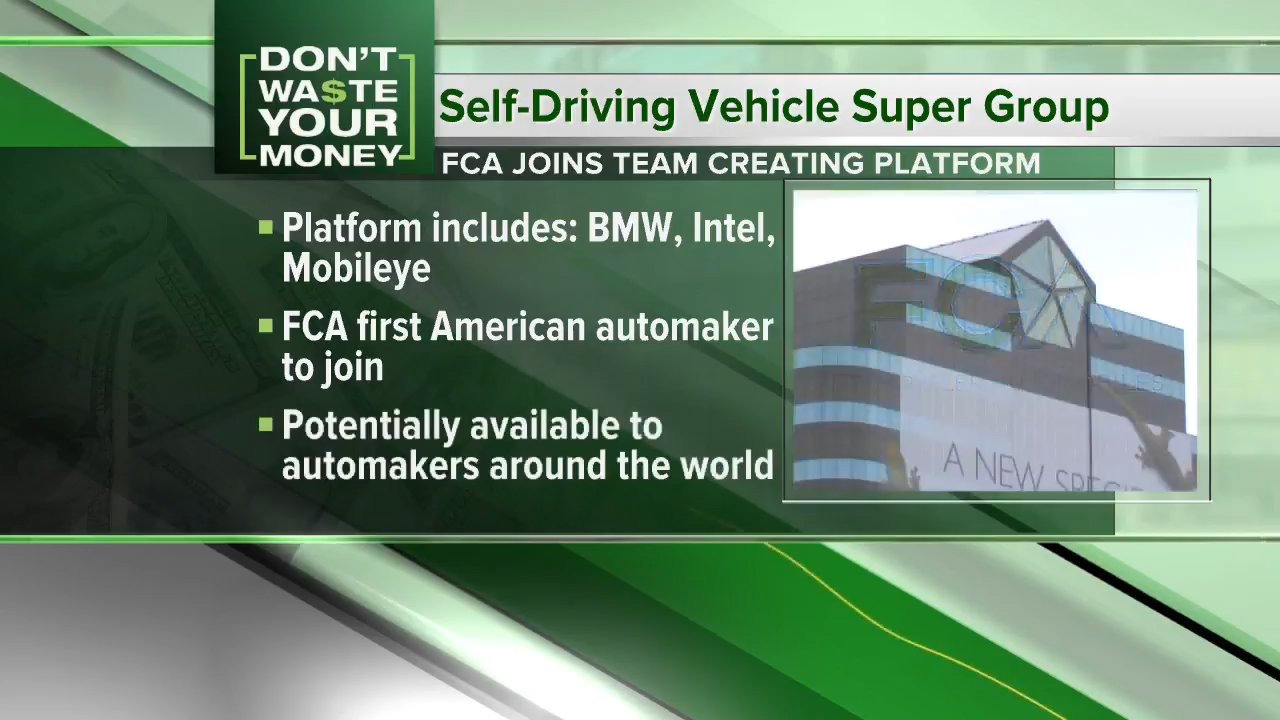 DON'T
WA$TE
YOUR
MONEY
Self-Driving Vehicle Super Group
FCA JOINS TEAM CREATING PLATFORM
Platform includes: BMW, Intel,
Mobileye
FCA first American automaker
to join
Potentially available to
automakers around the world
FCA
A NEW